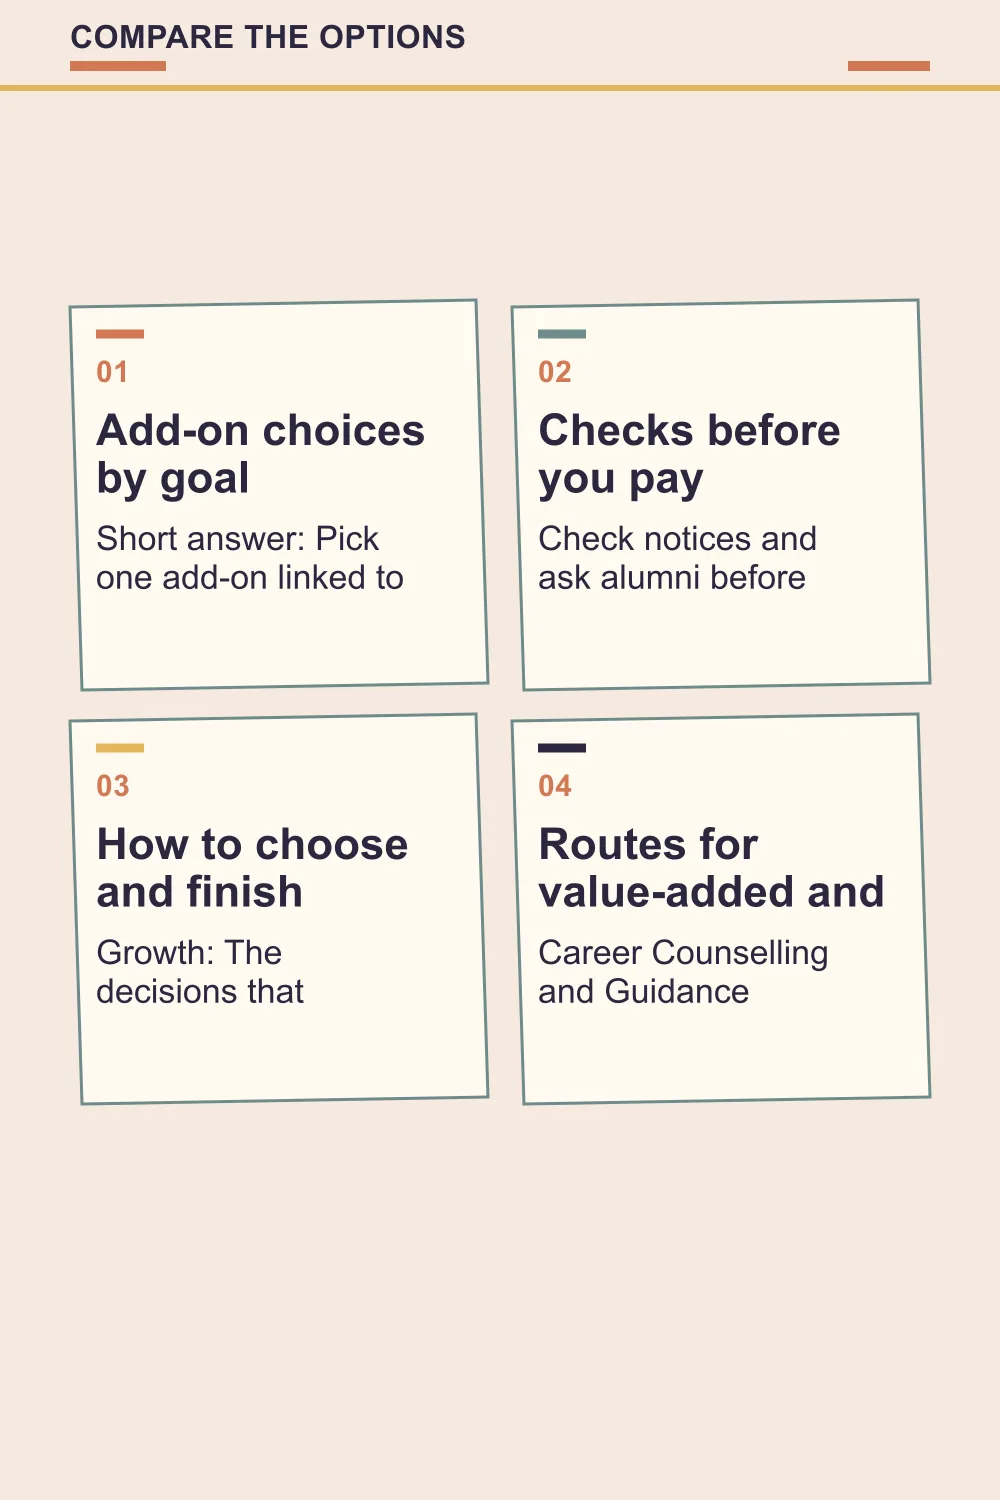 COMPARE THE OPTIONS
01
Add-on choices
by goal
Short answer: Pick
one add-on linked to
02
Checks before
you pay
Check notices and
ask alumni before
03
How to choose
and finish
Growth: The
decisions that
04
Routes for
value-added and
Career Counselling
and Guidance